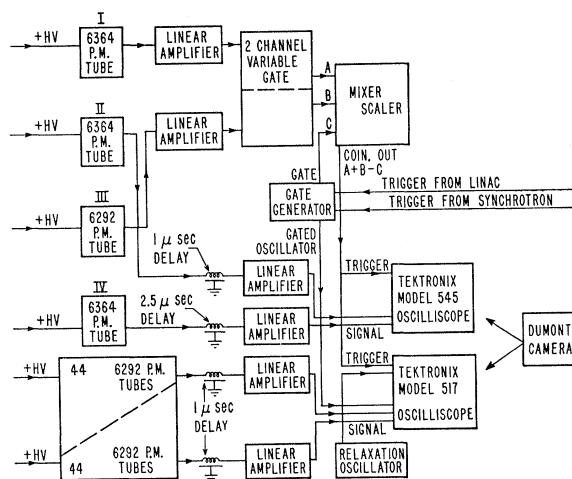 I
+HV
6364
P.M.
TUBE
LINEAR
AMPLIFIER
2 CHANNEL
VARIABLE
GATE
A
B
C
MIXER
SCALER
II
+HV
6364
P.M.
TUBE
LINEAR
AMPLIFIER
COIN. OUT
A+B-C
GATE
TRIGGER FROM LINAC
GATE
GENERATOR
TRIGGER FROM SYNCHROTRON
III
+HV
6292
P.M.
TUBE
GATED
OSCILLATOR
1 μ sec
DELAY
LINEAR
AMPLIFIER
TRIGGER
TEKTRONIX
MODEL 545
OSCILLISCOPE
IV
+HV
6364
P.M.
TUBE
2.5 μ sec
DELAY
LINEAR
AMPLIFIER
SIGNAL
DUMONT
CAMERA
TRIGGER
TEKTRONIX
MODEL 517
OSCILLISCOPE
+HV
44 6292 P.M.
TUBES
LINEAR
AMPLIFIER
1 μ sec
DELAY
SIGNAL
+HV
6292 P.M.
44 TUBES
LINEAR
AMPLIFIER
RELAXATION
OSCILLATOR